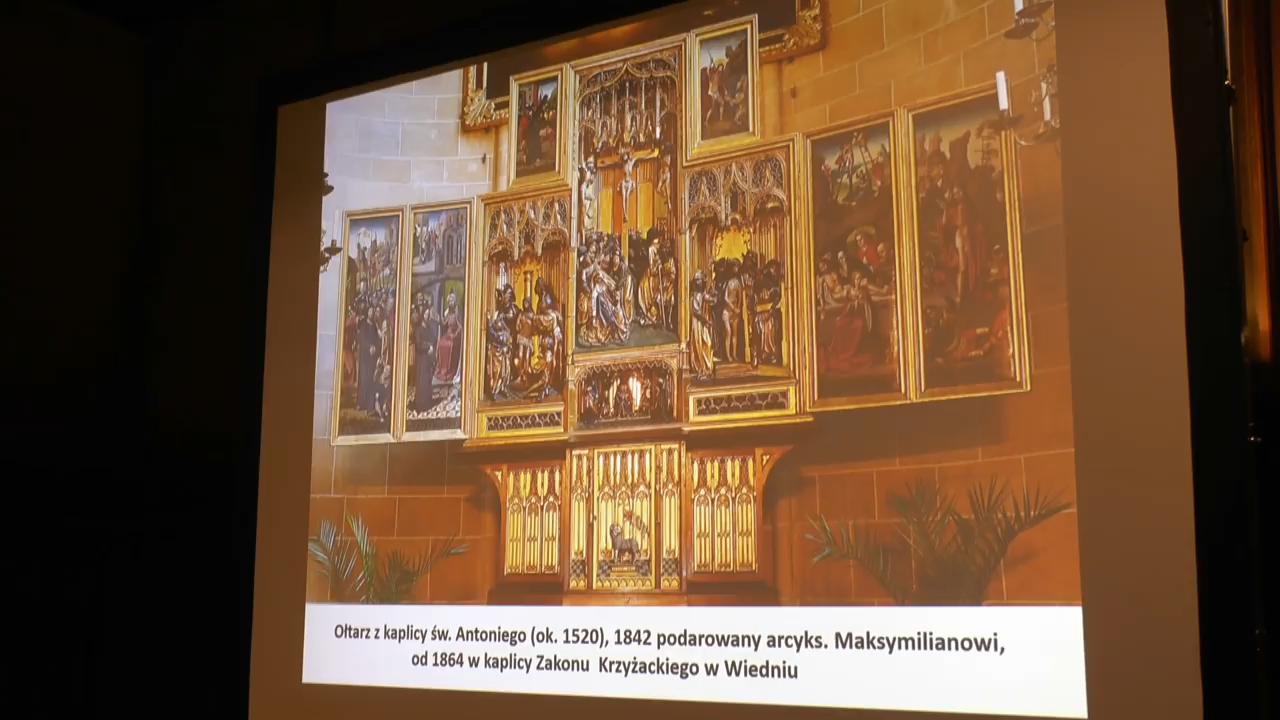 Ołtarz z kaplicy św. Antoniego (ok. 1520), 1842 podarowany arcyks. Maksymilianowi,
od 1864 w kaplicy Zakonu Krzyżackiego w Wiedniu